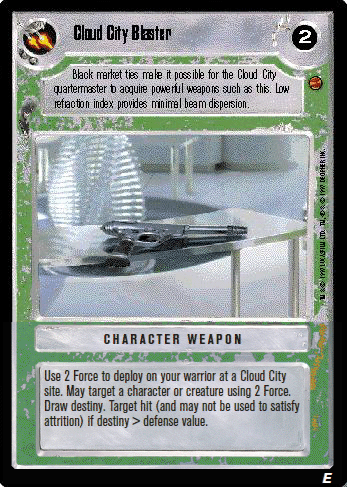 Cloud City Blaster
2
Black market ties make it possible for the Cloud City
quartermaster to acquire powerful weapons such as this. Low
refraction index provides minimal beam dispersion.
CHARACTER WEAPON
Use 2 Force to deploy on your warrior at a Cloud City
site. May target a character or creature using 2 Force.
Draw destiny. Target hit (and may not be used to satisfy
attrition) if destiny > defense value.
E